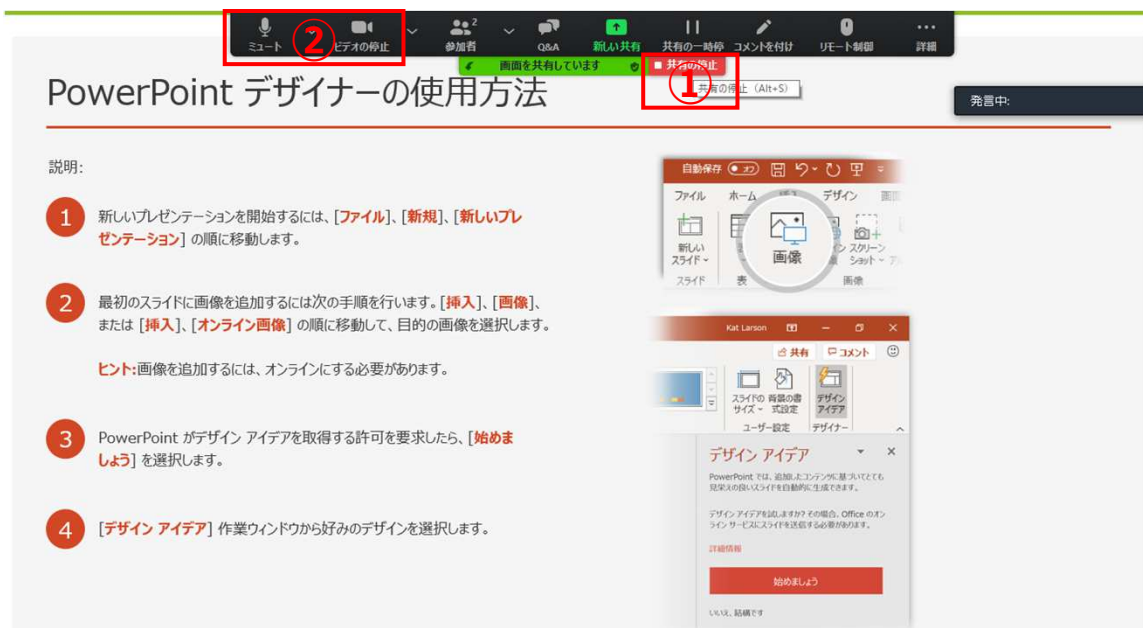 2
ミュート
②
ビデオの停止
参加者
Q&A
新しい共有
共有の一時停
コメントを付け
リモート制御
詳細
画面を共有しています
共有の停止
①
共有の停止 (Alt+S)
発言中:
PowerPoint デザイナーの使用方法
説明:
1
新しいプレゼンテーションを開始するには、[ファイル]、[新規]、[新しいプレ
ゼンテーション] の順に移動します。
2
最初のスライドに画像を追加するには次の手順を行います。[挿入]、[画像]、
または [挿入]、[オンライン画像] の順に移動して、目的の画像を選択します。
ヒント:画像を追加するには、オンラインにする必要があります。
3
PowerPoint がデザイン アイデアを取得する許可を要求したら、[始めま
しょう] を選択します。
4
[デザイン アイデア] 作業ウィンドウから好みのデザインを選択します。
自動保存
オフ
ファイル
ホーム
デザイン
新しい
スライド
画像
スクリーン
ショット
スライド
表
画像
Kat Larson
共有
コメント
スライドの
サイズ
背景の書
式設定
デザイン
アイデア
ユーザー設定
デザイナー
デザイン アイデア
PowerPoint では、追加したコンテンツに基づいてとても
見栄えの良いスライドを自動的に生成できます。
デザイン アイデアを試しますか? その場合、Office のオン
ライン サービスにスライドを送信する必要があります。
詳細情報
始めましょう
いいえ、結構です